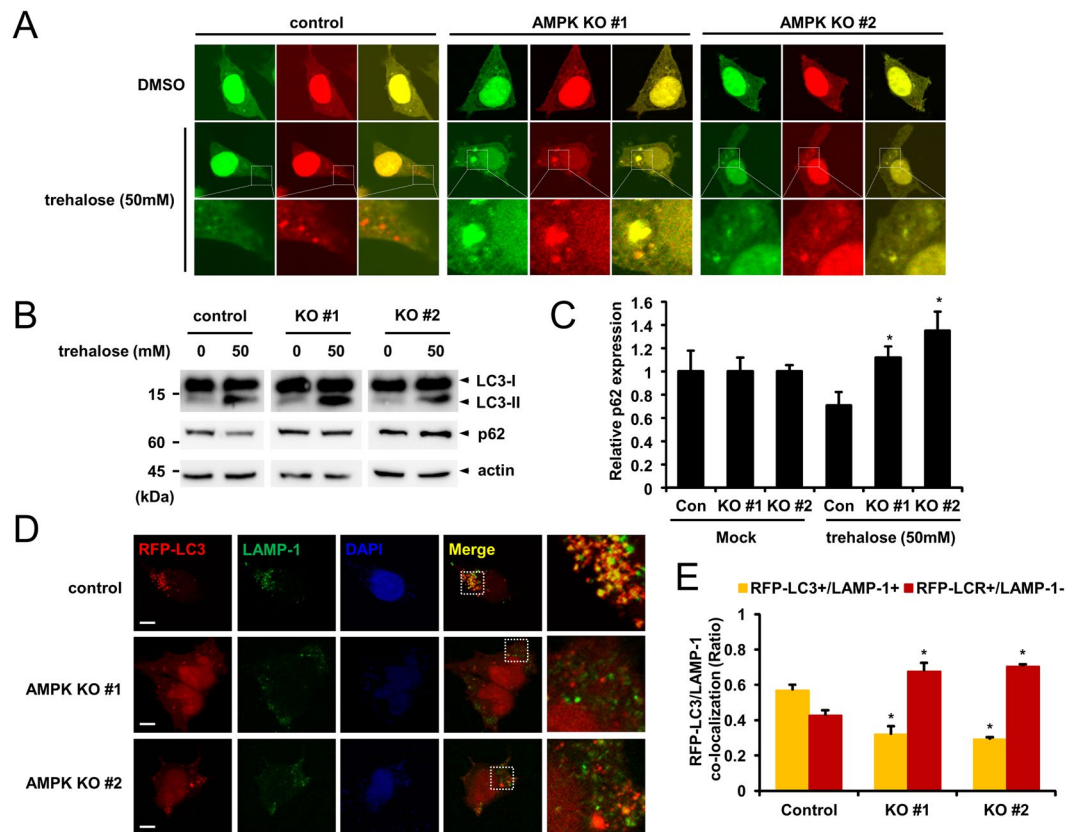 A
control
AMPK KO #1
AMPK KO #2
DMSO
trehalose (50mM)
B
control
KO #1
KO #2
trehalose (mM)
0
50
0
50
0
50
15
LC3-I
LC3-II
60
p62
45
actin
(kDa)
C
Relative p62 expression
1.6
1.4
1.2
1
0.8
0.6
0.4
0.2
0
*
*
Con
KO #1
KO #2
Con
KO #1
KO #2
Mock
trehalose (50mM)
D
RFP-LC3
LAMP-1
DAPI
Merge
control
AMPK KO #1
AMPK KO #2
E
RFP-LC3+/LAMP-1+
RFP-LCR+/LAMP-1-
RFP-LC3/LAMP-1
co-localization (Ratio)
1
0.8
0.6
0.4
0.2
0
*
*
*
*
Control
KO #1
KO #2